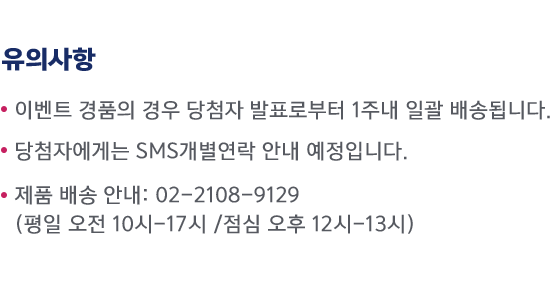 유의사항
• 이벤트 경품의 경우 당첨자 발표로부터 1주내 일괄 배송됩니다.
• 당첨자에게는 SMS개별연락 안내 예정입니다.
• 제품 배송 안내: 02-2108-9129
(평일 오전 10시-17시 /점심 오후 12시-13시)